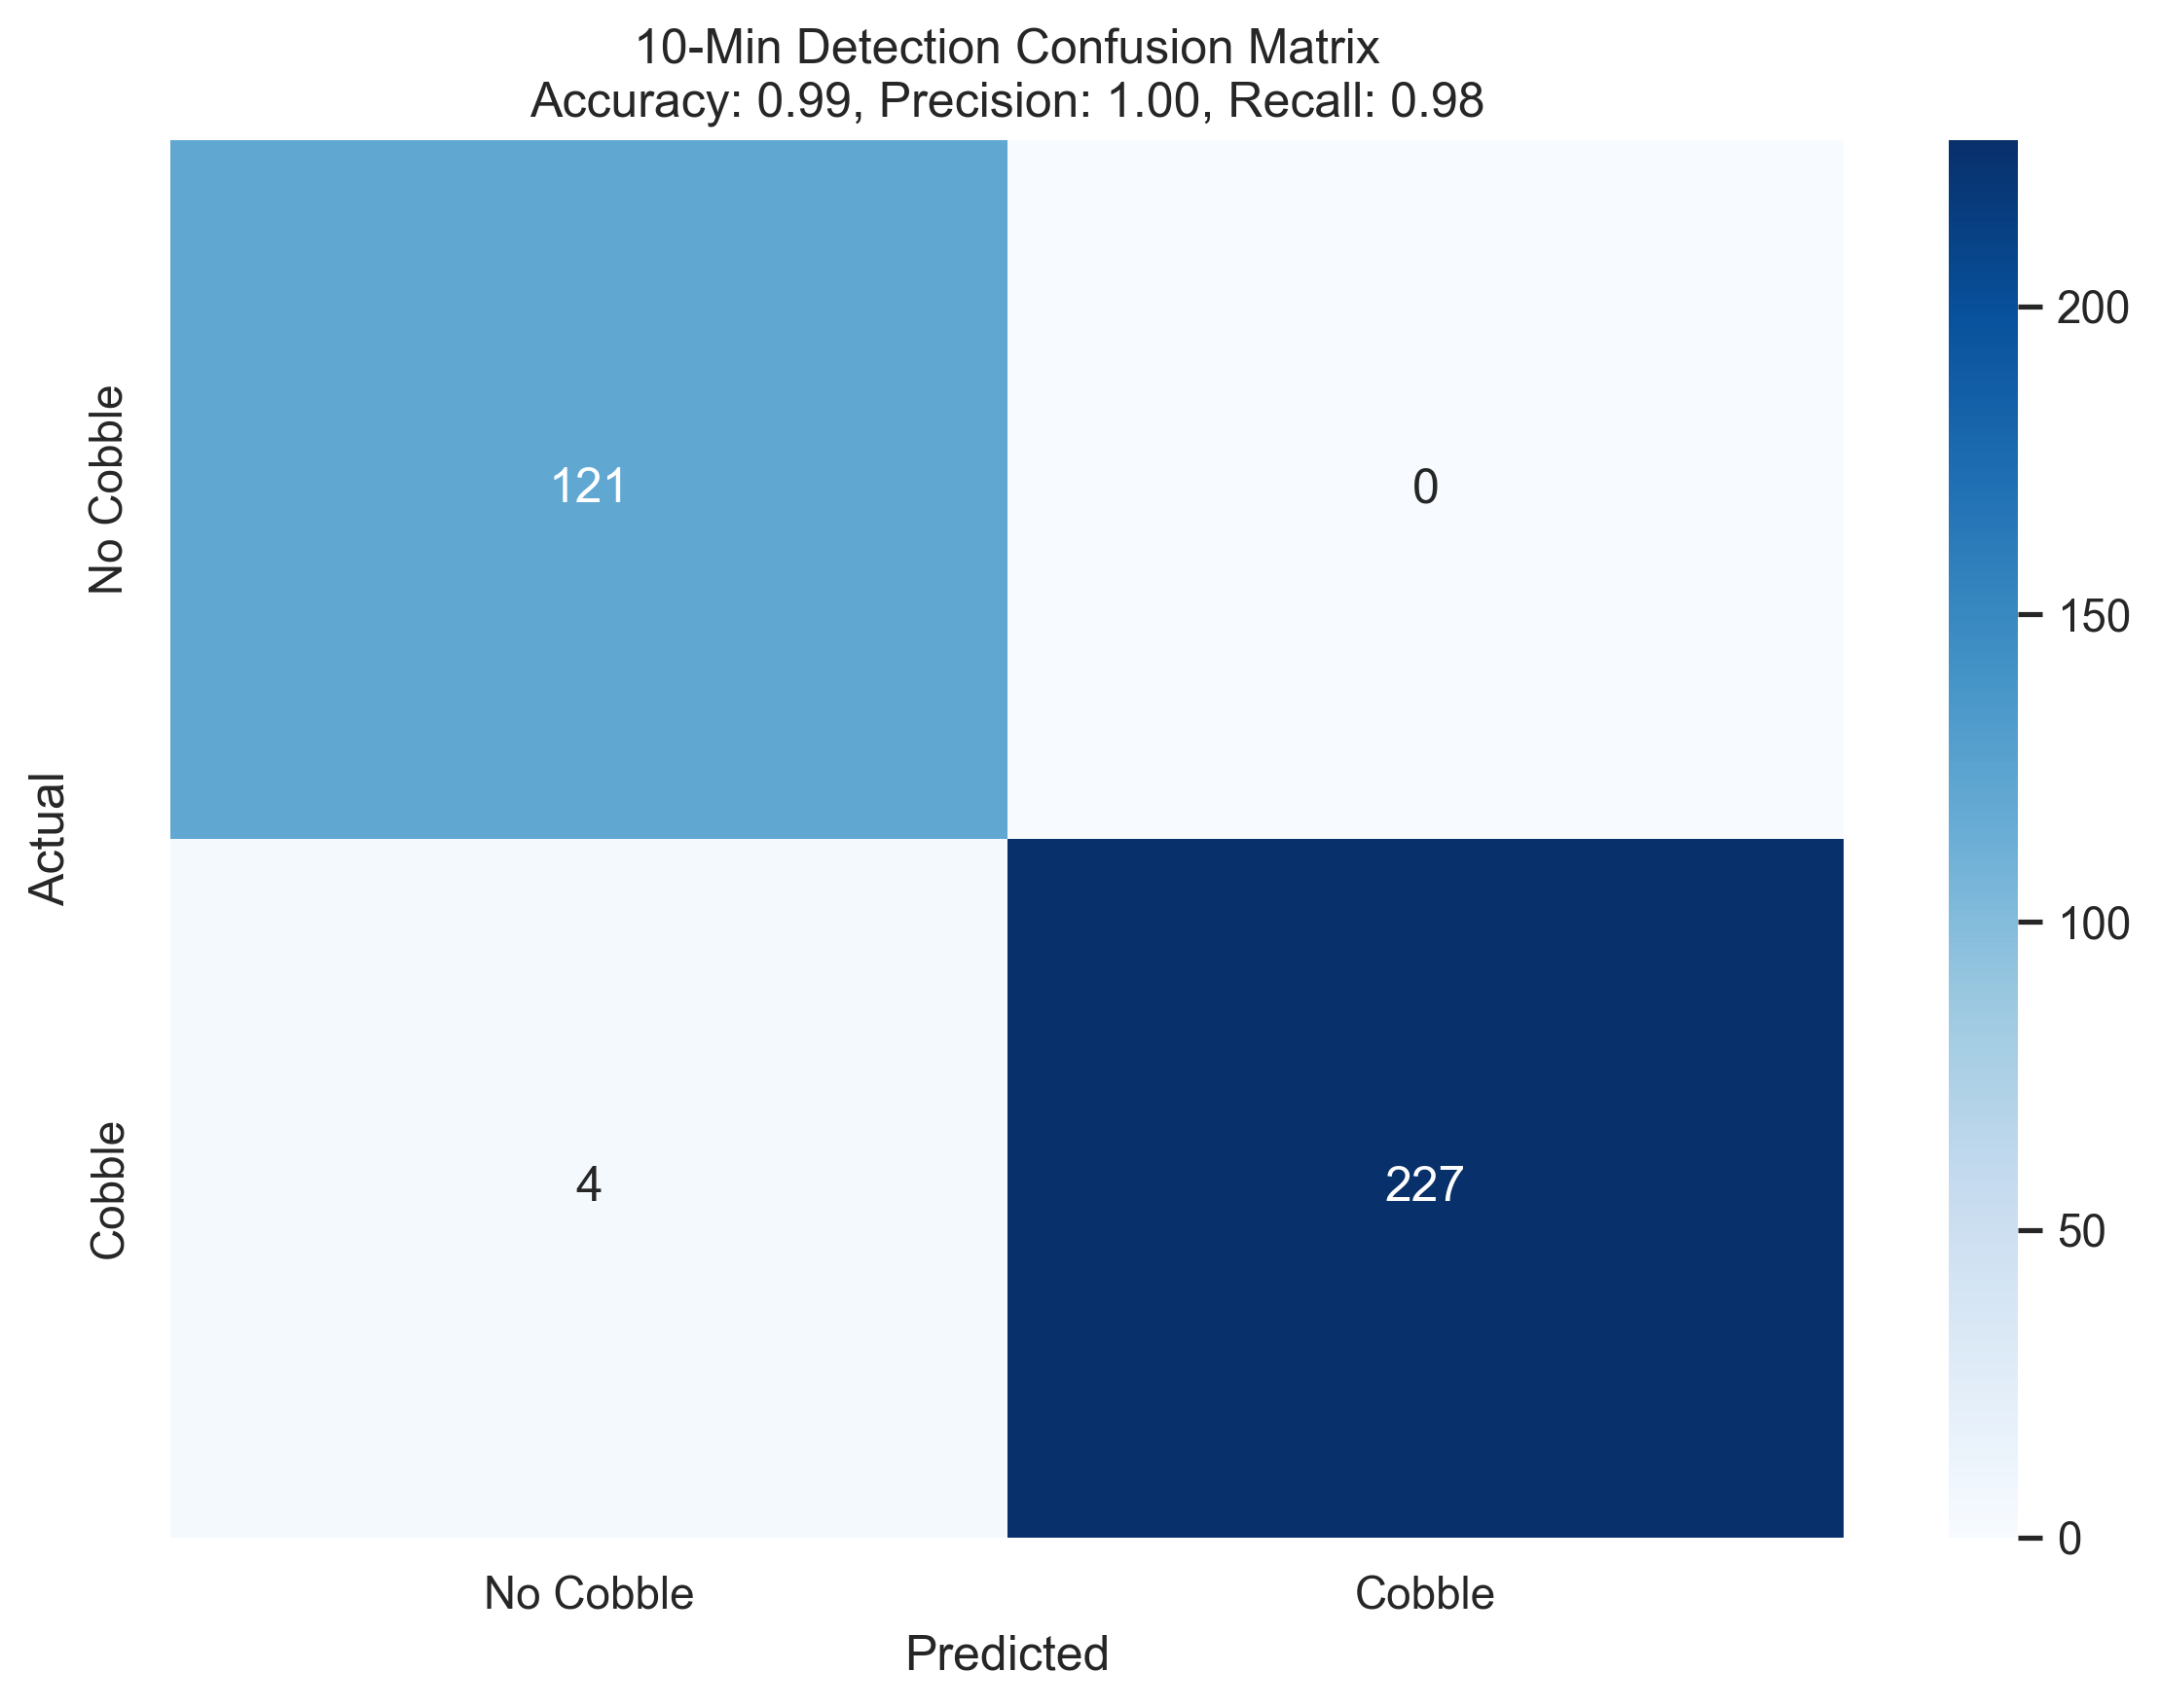 10-Min Detection Confusion Matrix
Accuracy: 0.99, Precision: 1.00, Recall: 0.98
Actual
No Cobble
Cobble
121
0
4
227
No Cobble
Cobble
Predicted
200
150
100
50
0